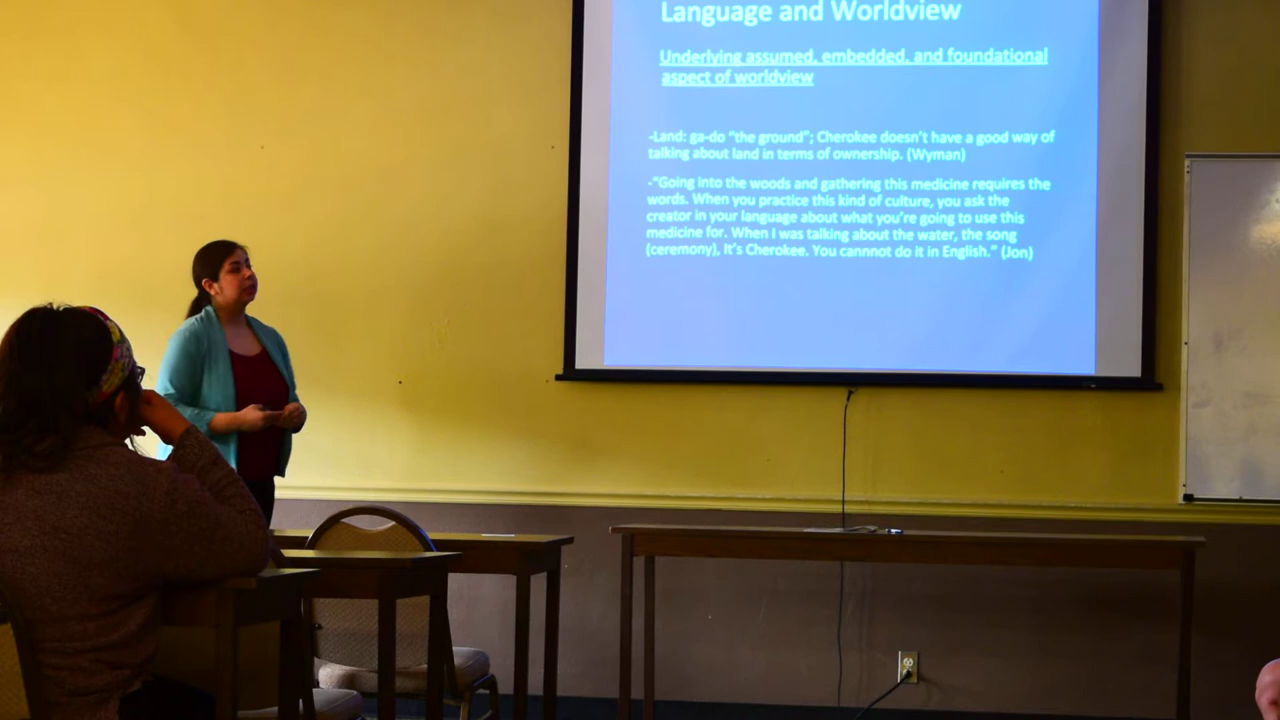 Language and Worldview
Underlying assumed, embedded, and foundational
aspect of worldview
-Land: ga-do “the ground”; Cherokee doesn’t have a good way of
talking about land in terms of ownership. (Wyman)
-“Going into the woods and gathering this medicine requires the
words. When you practice this kind of culture, you ask the
creator in your language about what you’re going to use this
medicine for. When I was talking about the water, the song
(ceremony), It’s Cherokee. You cannnot do it in English.” (Jon)